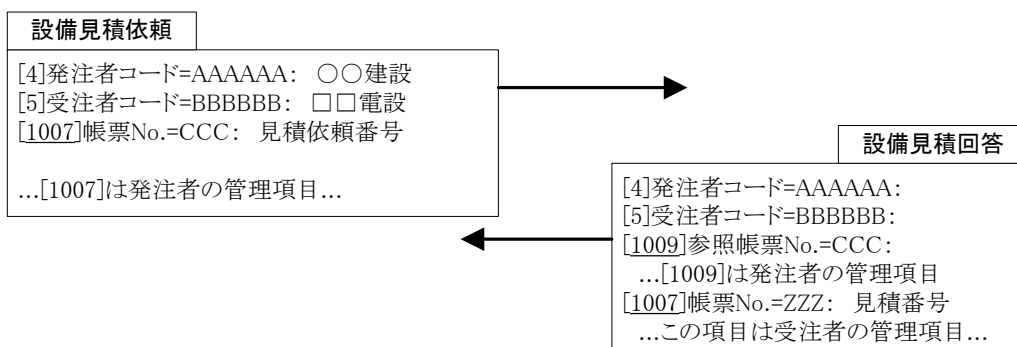 設備見積依頼
[4]発注者コード=AAAAAA: ○○建設
[5]受注者コード=BBBBBB: □□電設
[1007]帳票No.=CCC: 見積依頼番号
…[1007]は発注者の管理項目…
設備見積回答
[4]発注者コード=AAAAAA:
[5]受注者コード=BBBBBB:
[1009]参照帳票No.=CCC:
…[1009]は発注者の管理項目
[1007]帳票No.=ZZZ: 見積番号
…この項目は受注者の管理項目…